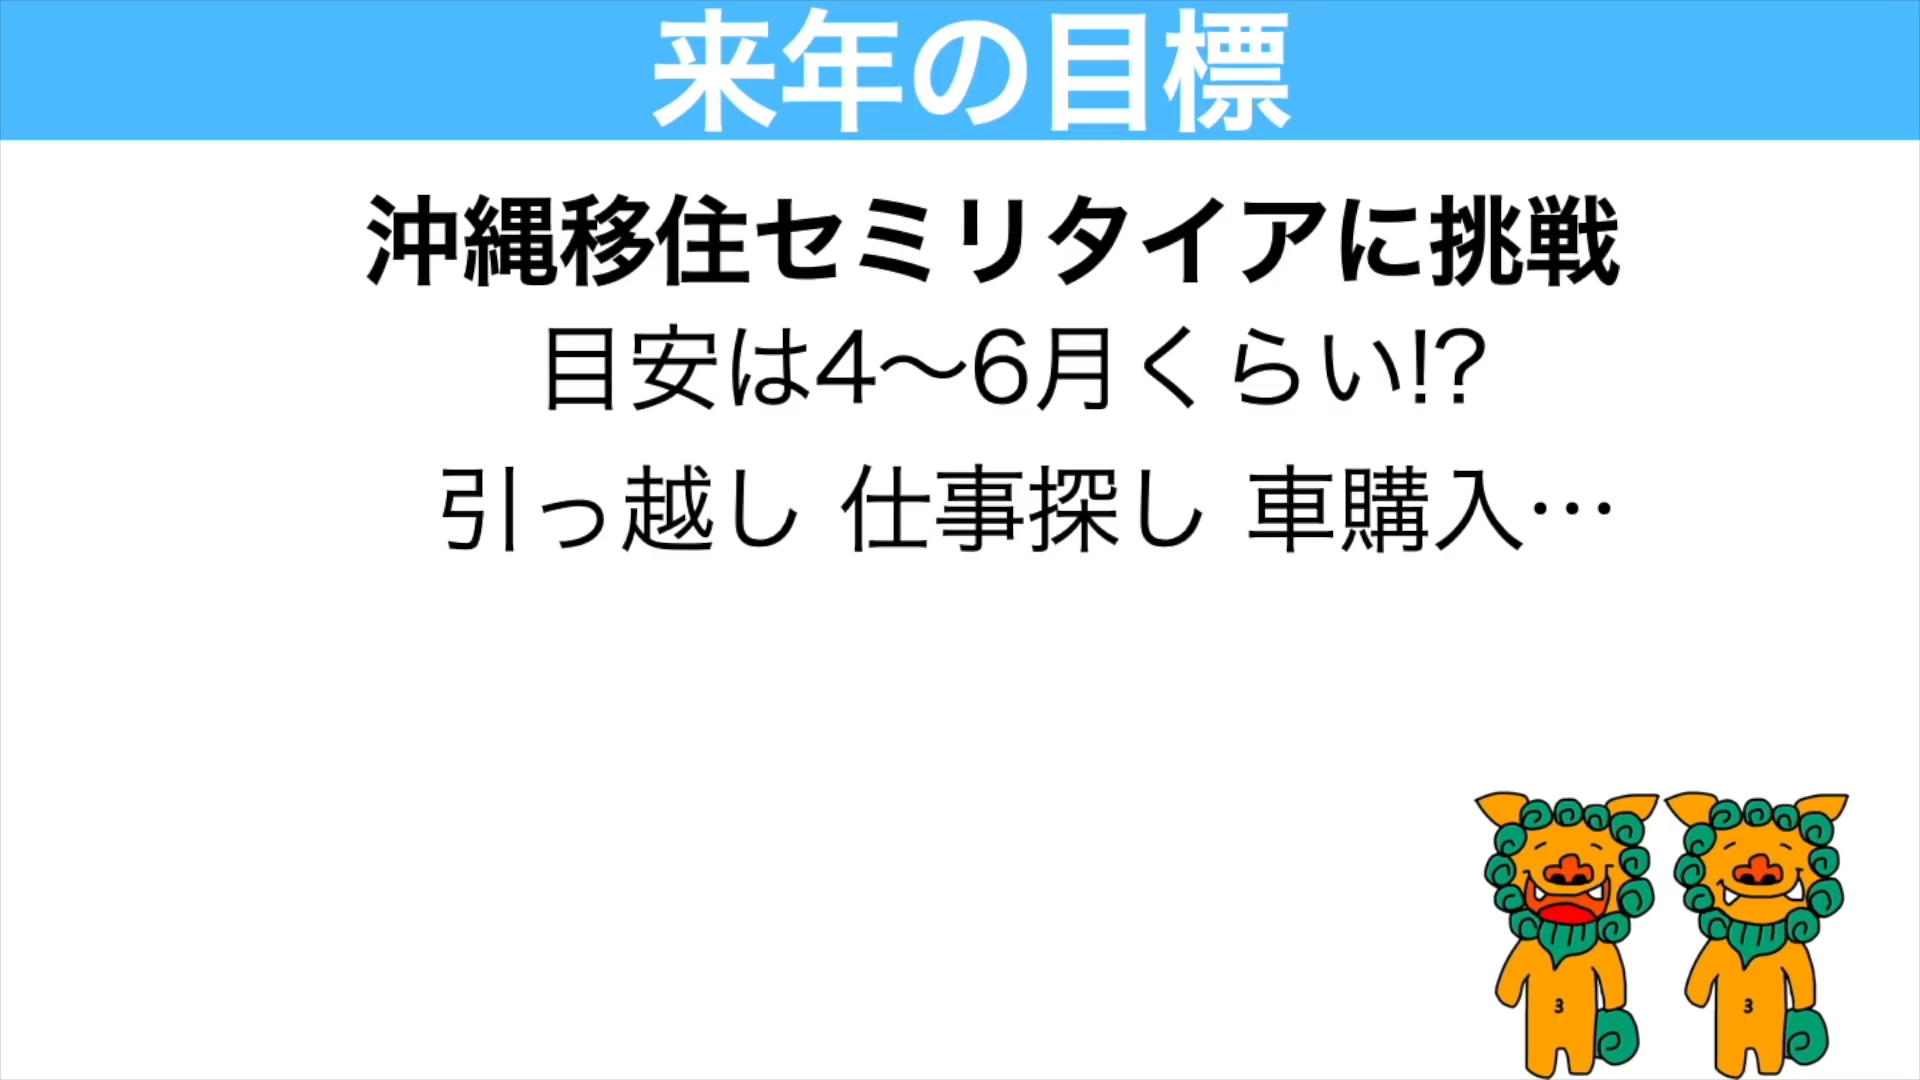 来年の目標
沖縄移住セミリタイアに挑戦
目安は4〜6月くらい!?
引っ越し 仕事探し 車購入…
3 3